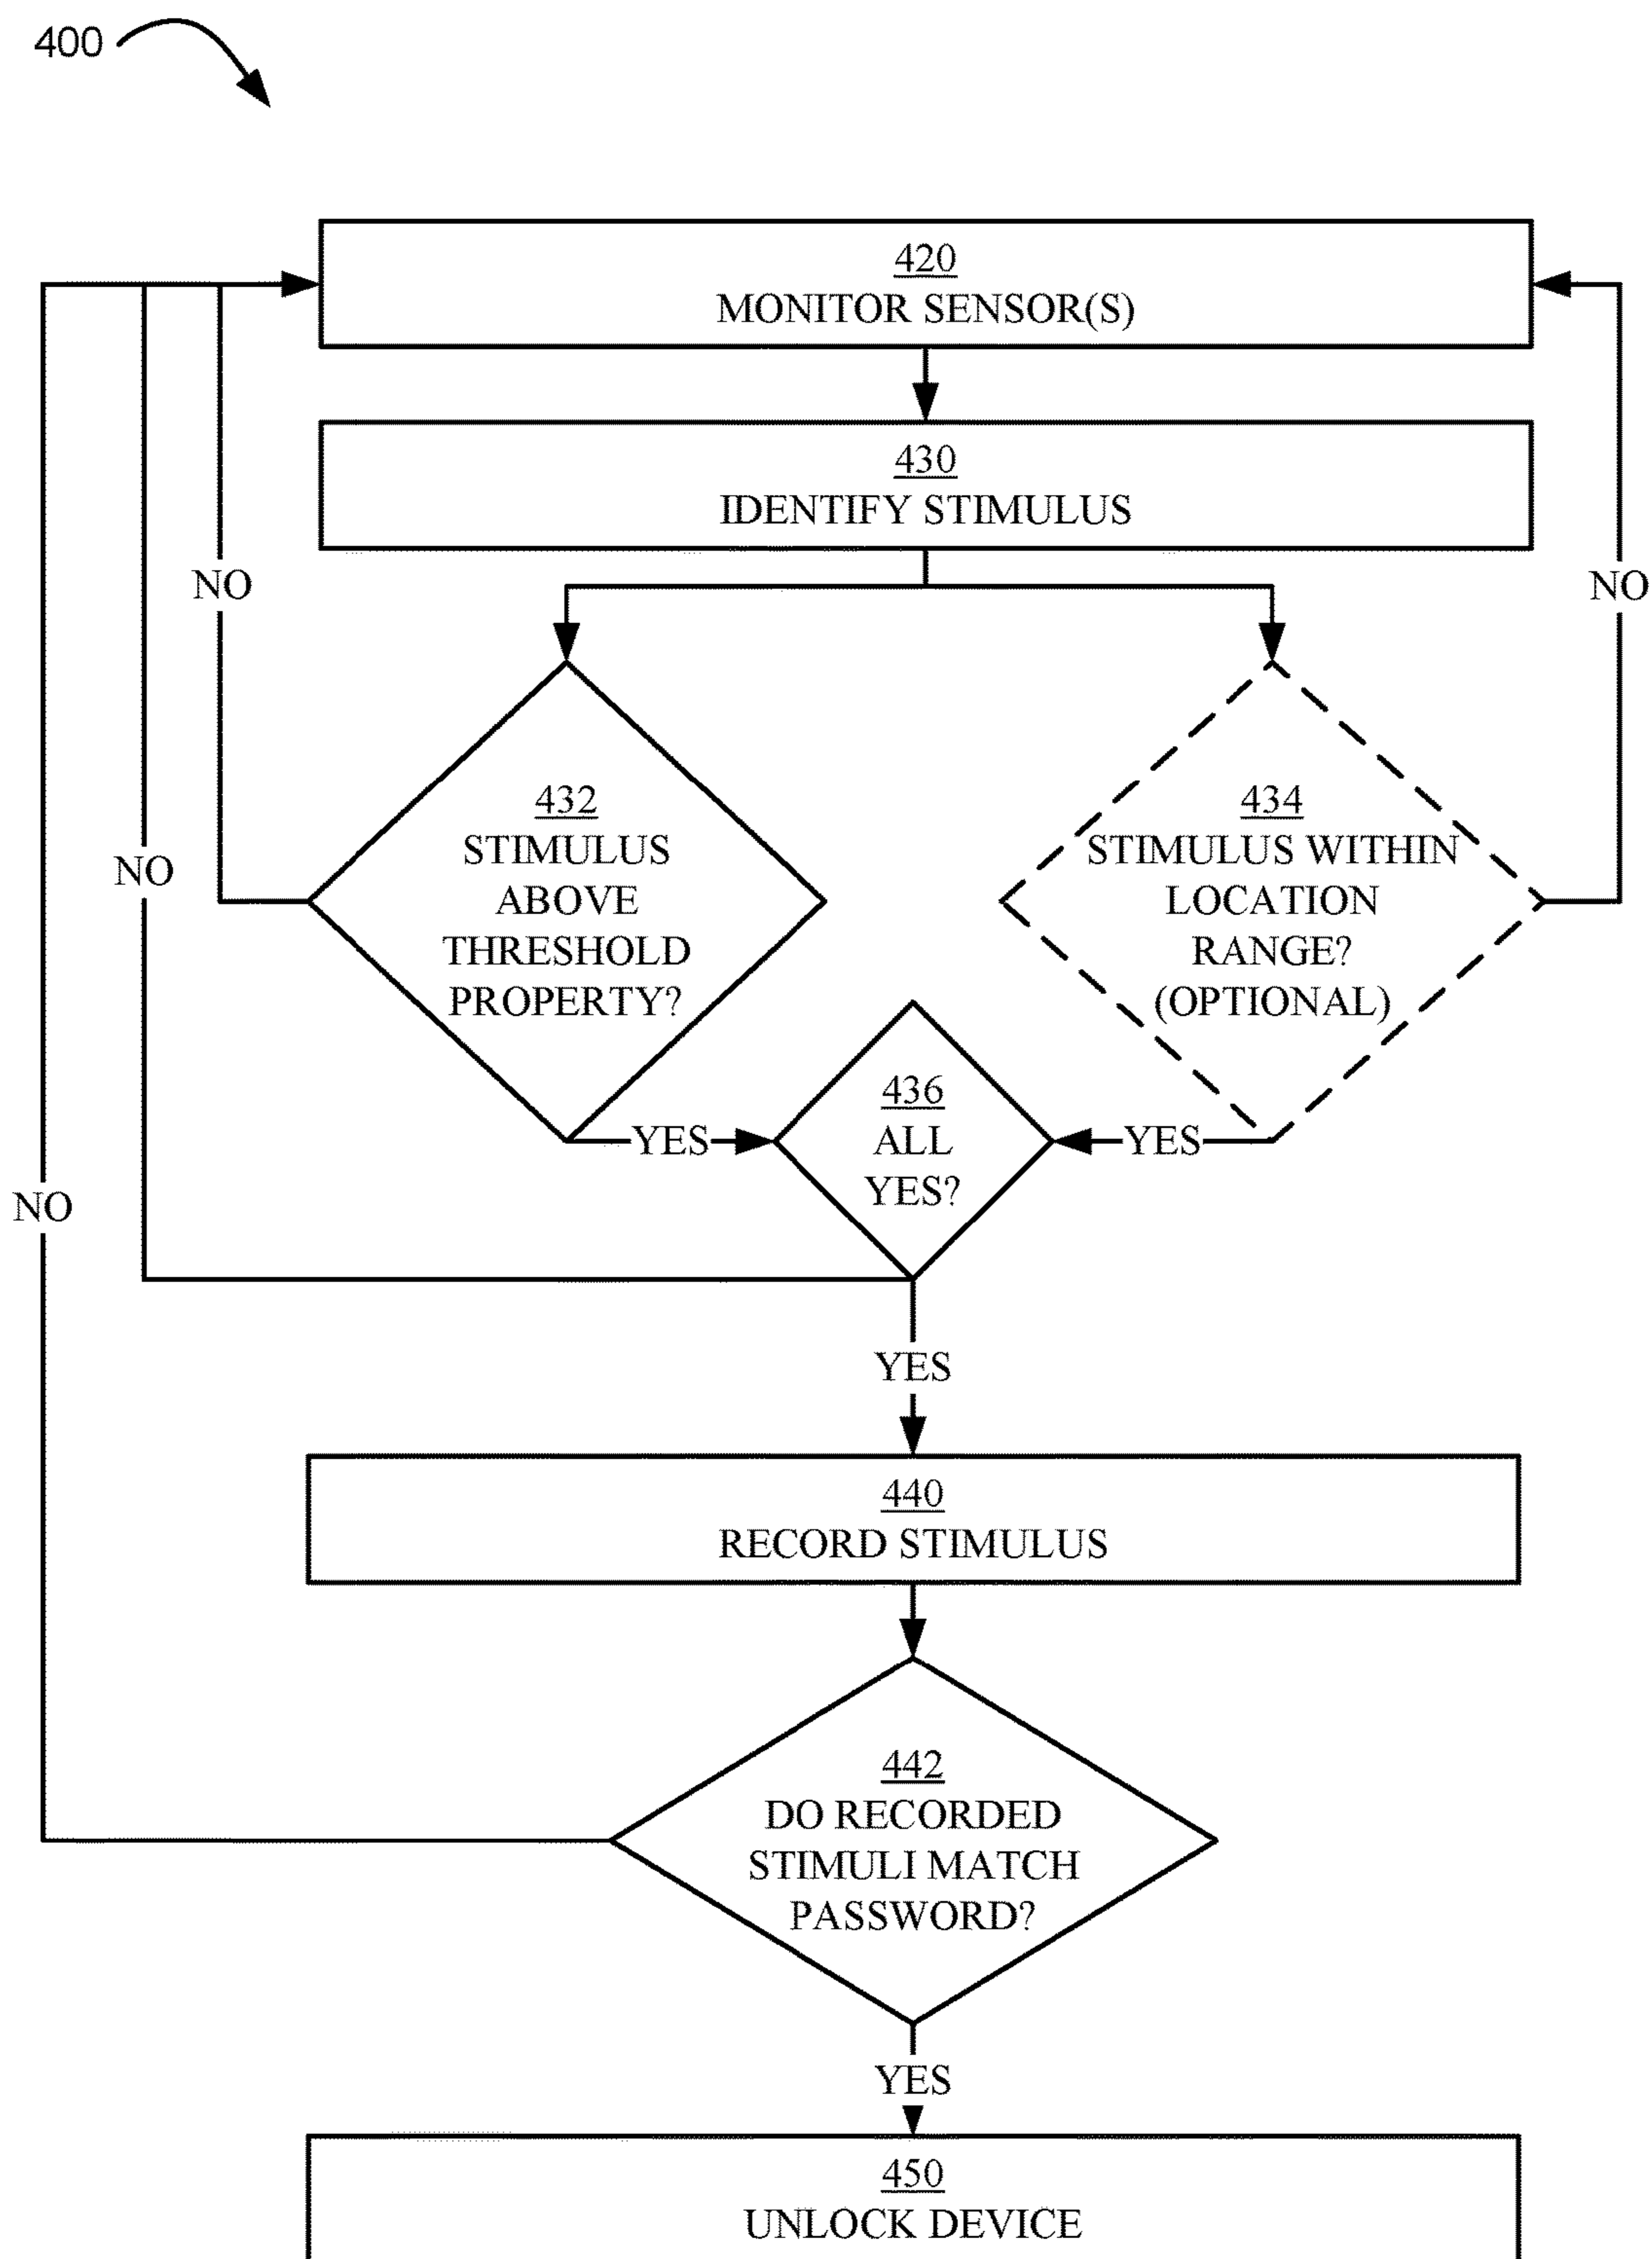 400
420
MONITOR SENSOR(S)
430
IDENTIFY STIMULUS
NO
NO
432
STIMULUS
ABOVE
THRESHOLD
PROPERTY?
434
STIMULUS WITHIN
LOCATION
RANGE?
(OPTIONAL)
NO
436
ALL
YES?
YES
YES
NO
YES
440
RECORD STIMULUS
442
DO RECORDED
STIMULI MATCH
PASSWORD?
YES
450
UNLOCK DEVICE